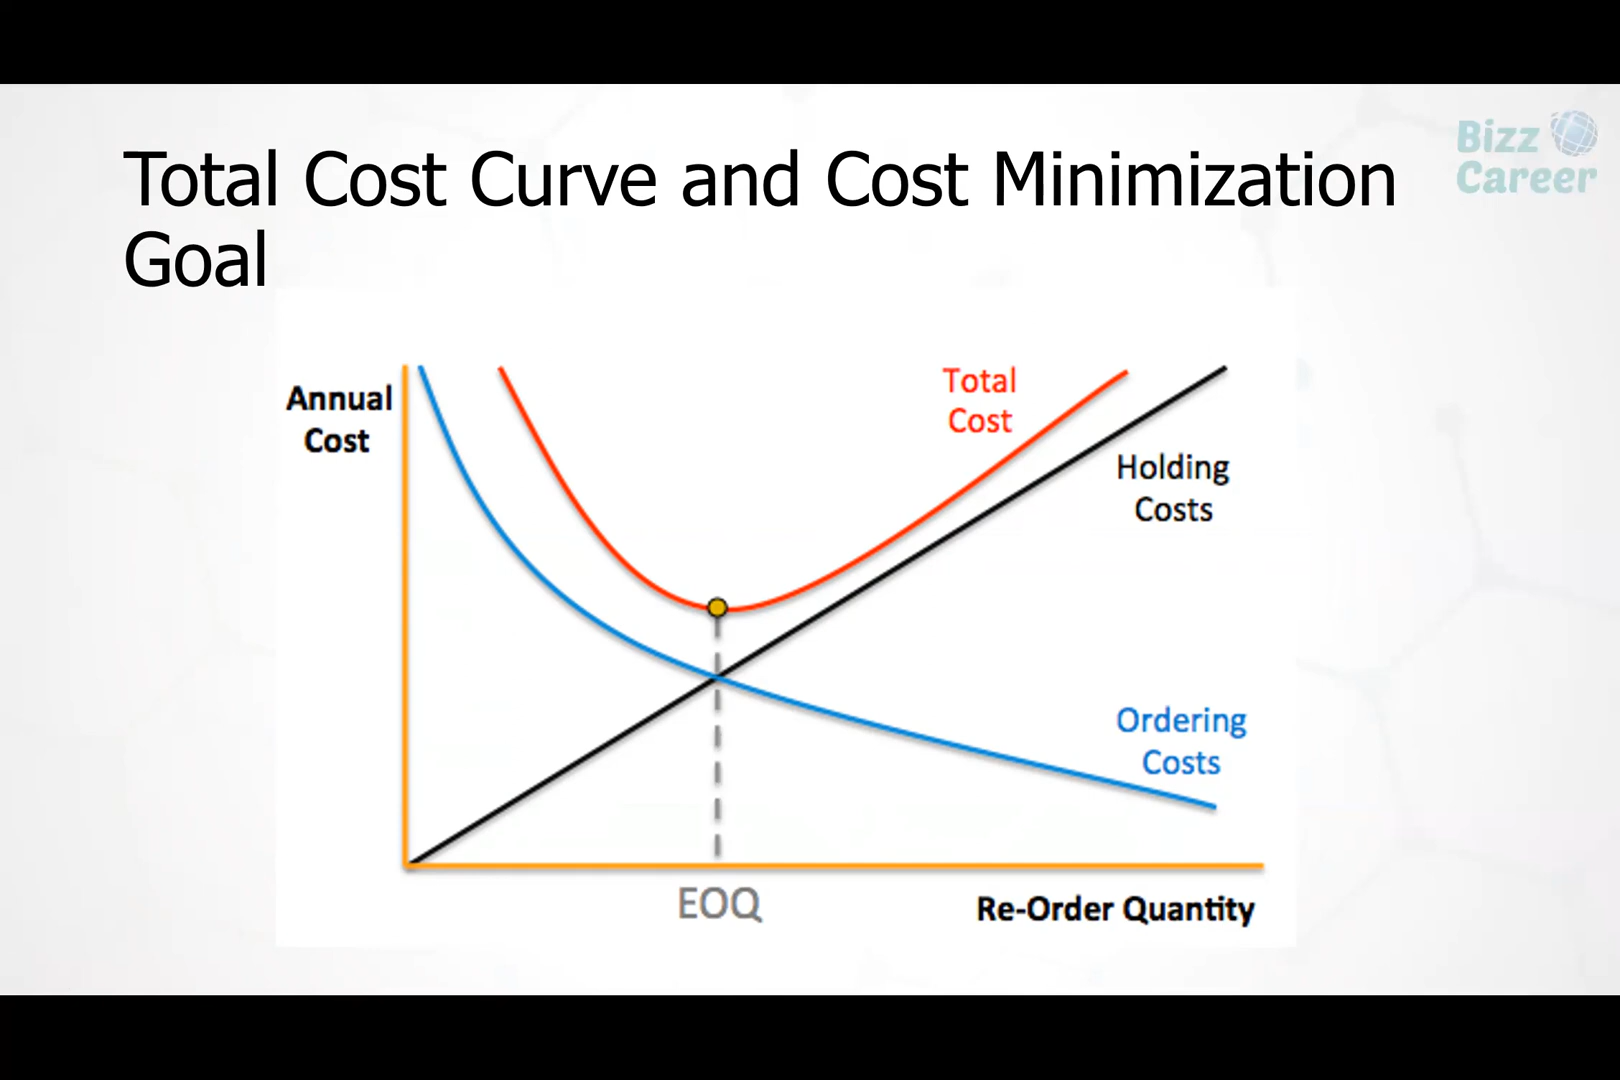 Bizz
Career
Total Cost Curve and Cost Minimization
Goal
Annual
Cost
Total
Cost
Holding
Costs
Ordering
Costs
EOQ
Re-Order Quantity